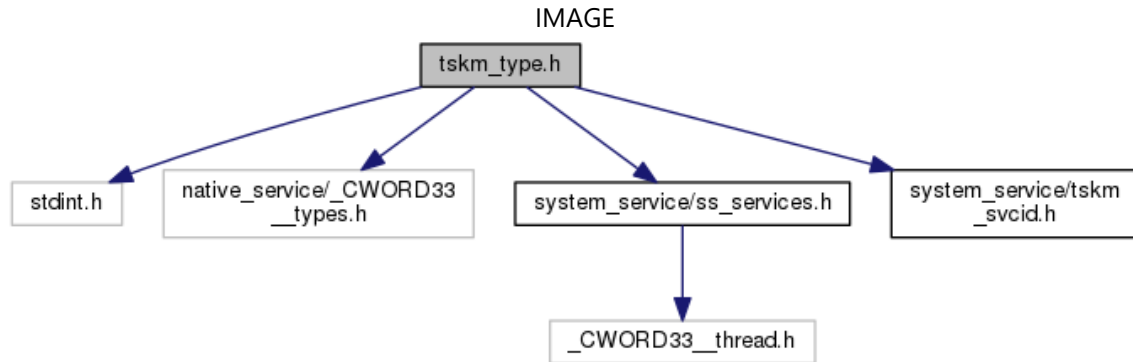 IMAGE
tskm_type.h
stdint.h
native_service/_CWORD33
__types.h
system_service/ss_services.h
system_service/tskm
_svcid.h
_CWORD33__thread.h